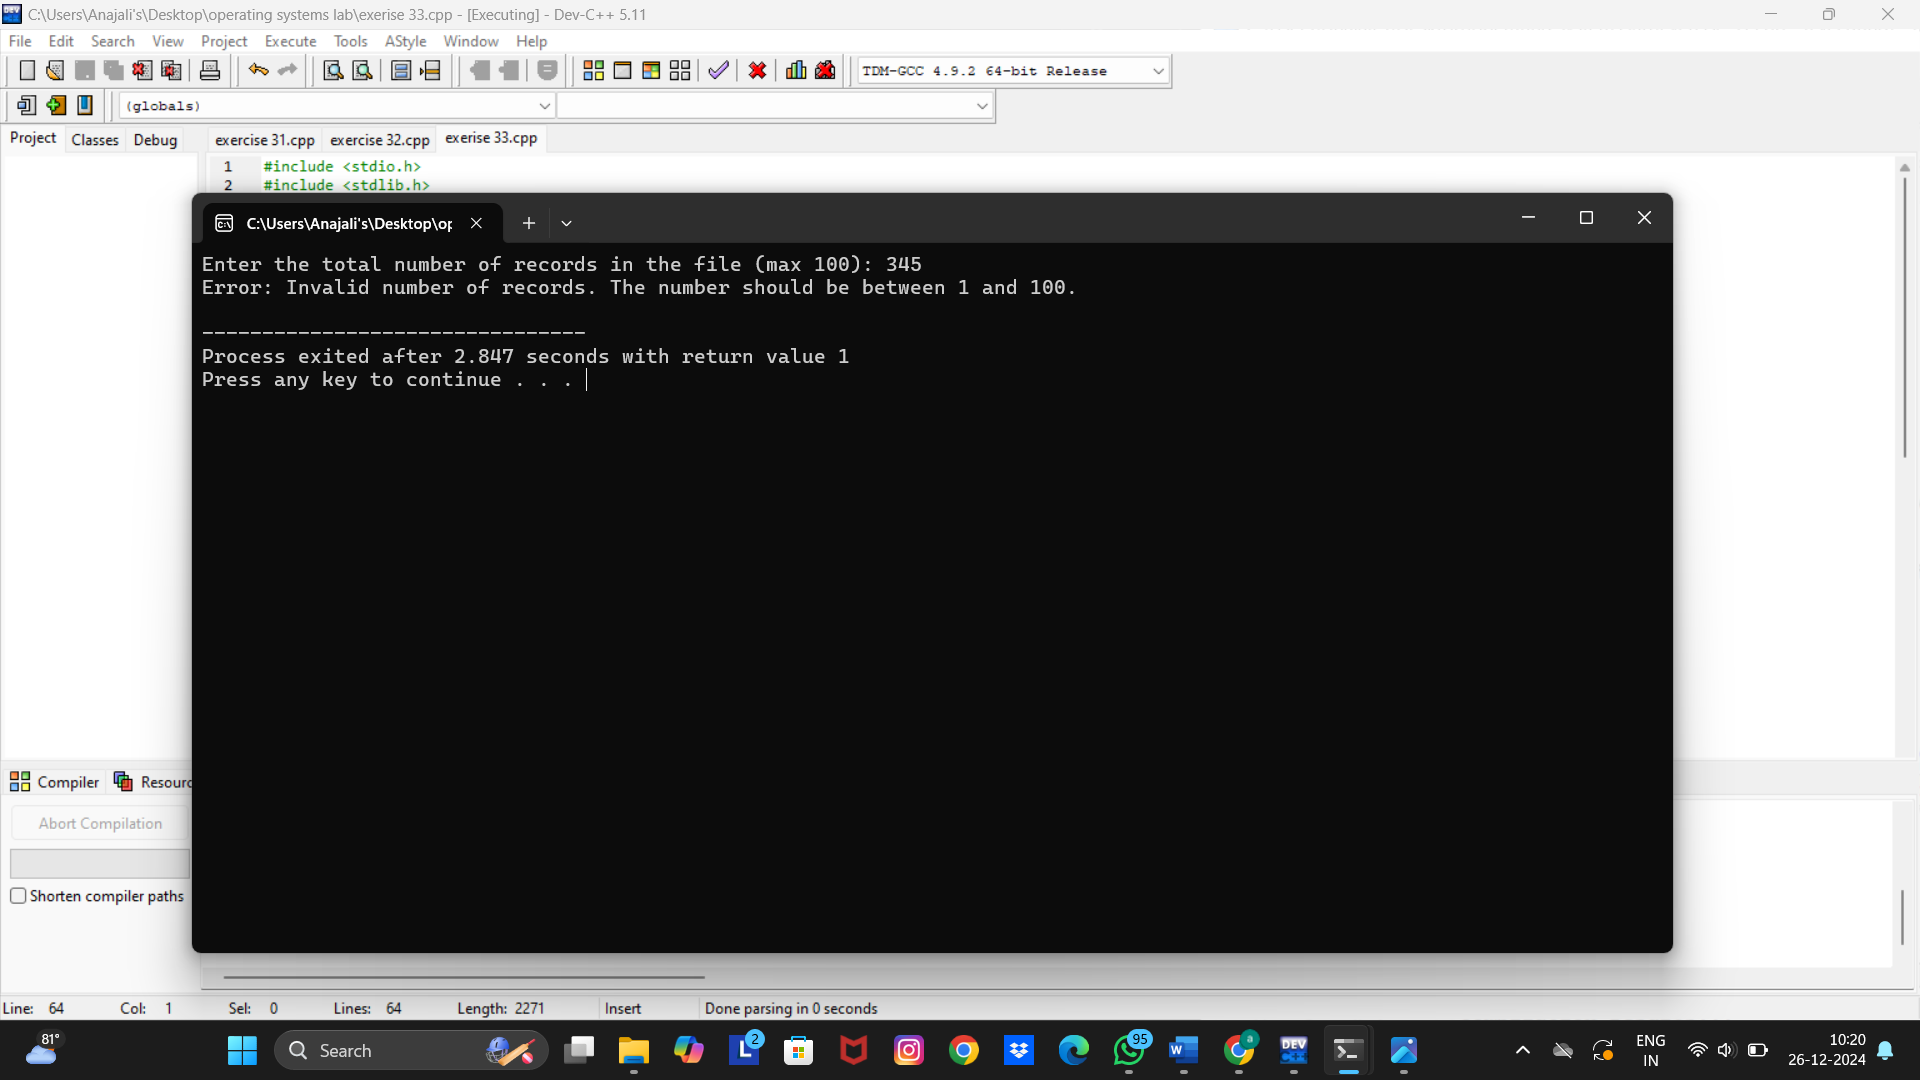 C:\Users\Anajali's\Desktop\operating systems lab\exerise 33.cpp - [Executing] - Dev-C++ 5.11
File Edit Search View Project Execute Tools AStyle Window Help
TDM-GCC 4.9.2 64-bit Release
(globals)
Project Classes Debug exercise 31.cpp exercise 32.cpp exerise 33.cpp
1 #include <stdio.h>
2 #include <stdlib.h>
C:\Users\Anajali's\Desktop\op
Enter the total number of records in the file (max 100): 345
Error: Invalid number of records. The number should be between 1 and 100.
--------------------------------
Process exited after 2.847 seconds with return value 1
Press any key to continue . . .
Compiler Resourc
Abort Compilation
Shorten compiler paths
Line: 64 Col: 1 Sel: 0 Lines: 64 Length: 2271 Insert Done parsing in 0 seconds
81°
Search
L 2
95
W
a
DEV C++
ENG
IN
10:20
26-12-2024